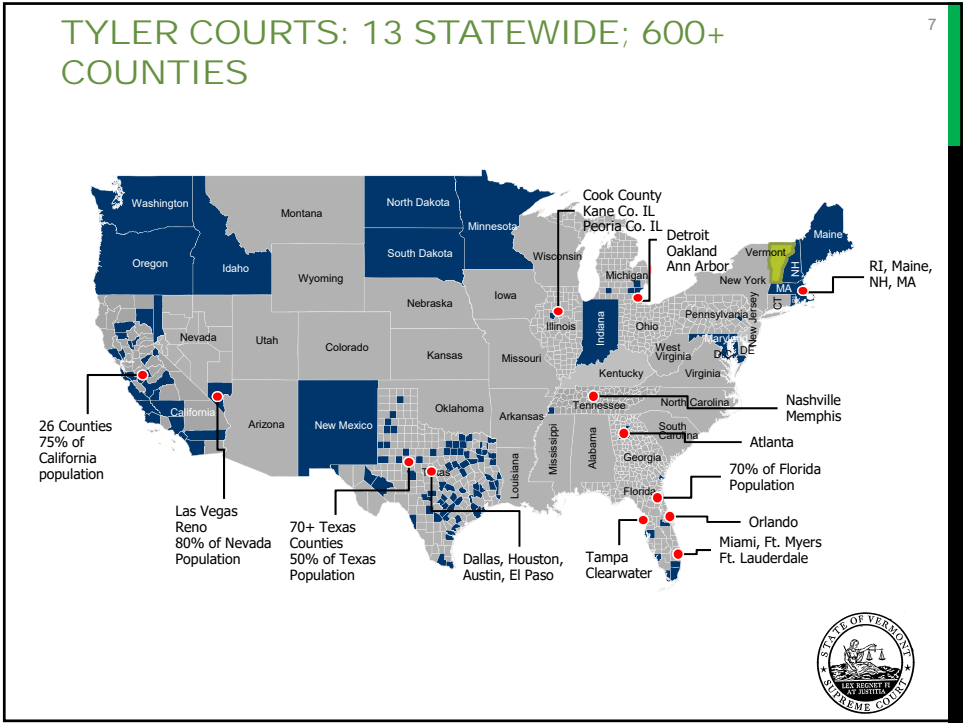 TYLER COURTS: 13 STATEWIDE; 600+
COUNTIES
7
Washington
Montana
North Dakota
Minnesota
Oregon
Idaho
South Dakota
Wyoming
Wisconsin
Michigan
Vermont
NH
Maine
New York
MA
CT
Nebraska
Iowa
Illinois
Indiana
Ohio
Pennsylvania
New Jersey
Nevada
Utah
Colorado
Kansas
Missouri
West
Virginia
Virginia
DE
Kentucky
California
Arizona
New Mexico
Oklahoma
Arkansas
Tennessee
North Carolina
South
Carolina
Texas
Louisiana
Mississippi
Alabama
Georgia
Florida
Cook County
Kane Co. IL
Peoria Co. IL
Detroit
Oakland
Ann Arbor
RI, Maine,
NH, MA
26 Counties
75% of
California
population
Las Vegas
Reno
80% of Nevada
Population
70+ Texas
Counties
50% of Texas
Population
Dallas, Houston,
Austin, El Paso
Nashville
Memphis
Atlanta
70% of Florida
Population
Orlando
Tampa
Clearwater
Miami, Ft. Myers
Ft. Lauderdale
STATE OF VERMONT
LEX REGNET FI
AT JUSTITIA
SUPREME COURT